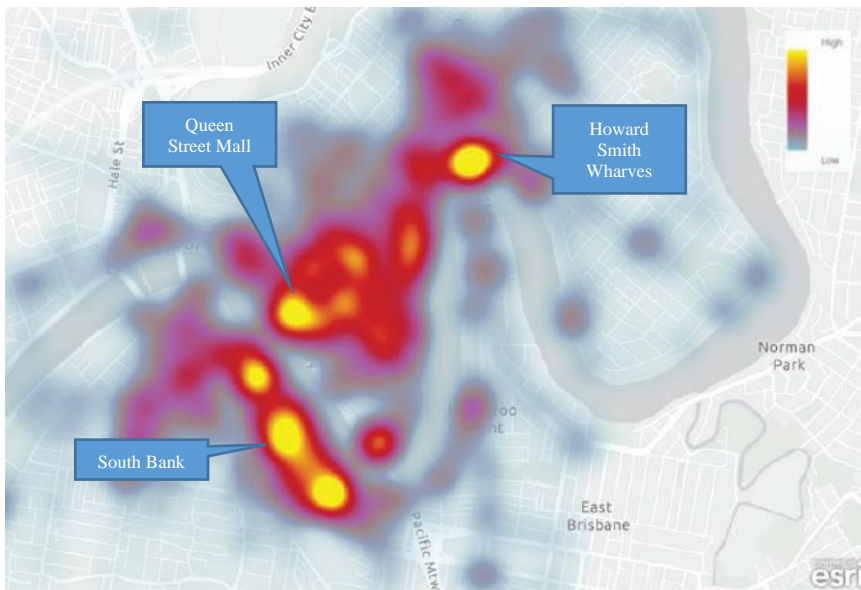 Inner City
High
Low
Queen
Street Mall
Howard
Smith
Wharves
Hale St
Norman
Park
South Bank
East
Brisbane
Pacific Mtw
esri